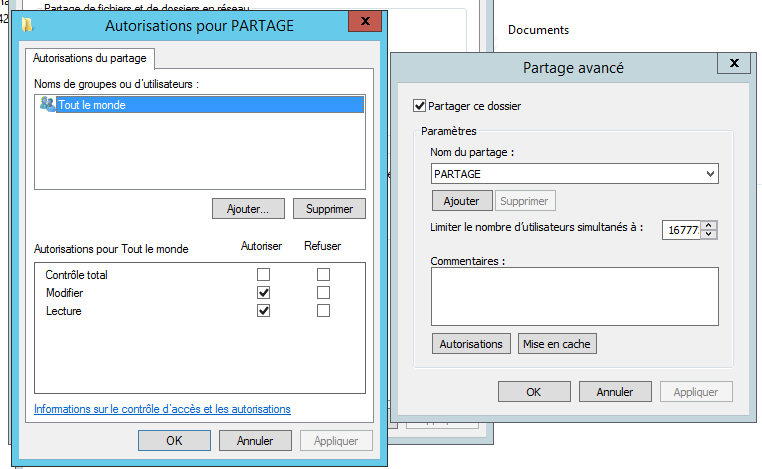 Partage de fichiers et de dossiers en réseau
Autorisations pour PARTAGE
X
Autorisations du partage
Noms de groupes ou d'utilisateurs :
Tout le monde
Ajouter...
Supprimer
Autorisations pour Tout le monde
Autoriser
Refuser
Contrôle total
Modifier
Lecture
Informations sur le contrôle d'accès et les autorisations
OK
Annuler
Appliquer
Documents
Partage avancé
X
Partager ce dossier
Paramètres
Nom du partage :
PARTAGE
Ajouter
Supprimer
Limiter le nombre d'utilisateurs simultanés à :
16777
Commentaires :
Autorisations
Mise en cache
OK
Annuler
Appliquer